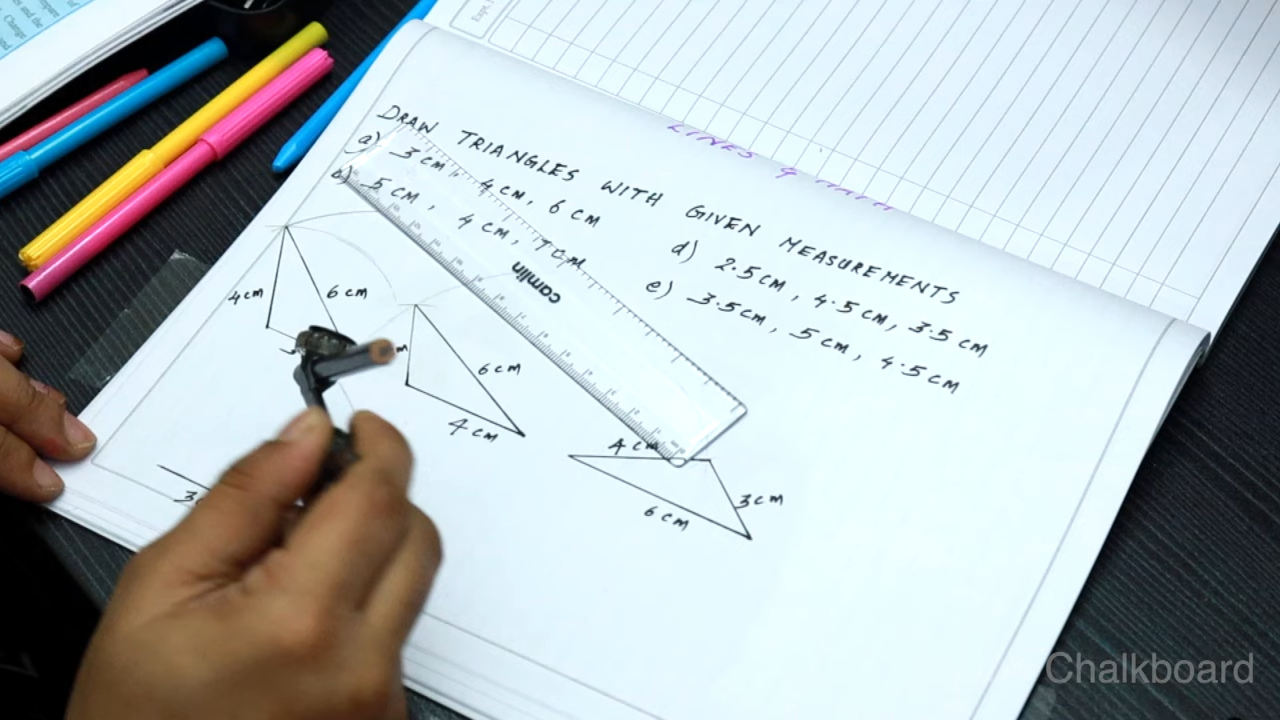 DRAW TRIANGLES WITH GIVEN MEASUREMENTS
a) 3 cm, 4 cm, 6 cm
b) 5 cm, 4 cm, 7 cm
d) 2.5 cm, 4.5 cm, 3.5 cm
e) 3.5 cm, 5 cm, 4.5 cm
LINES &
camlin
4 cm
6 cm
6 cm
4 cm
4 cm
3 cm
6 cm
Chalkboard